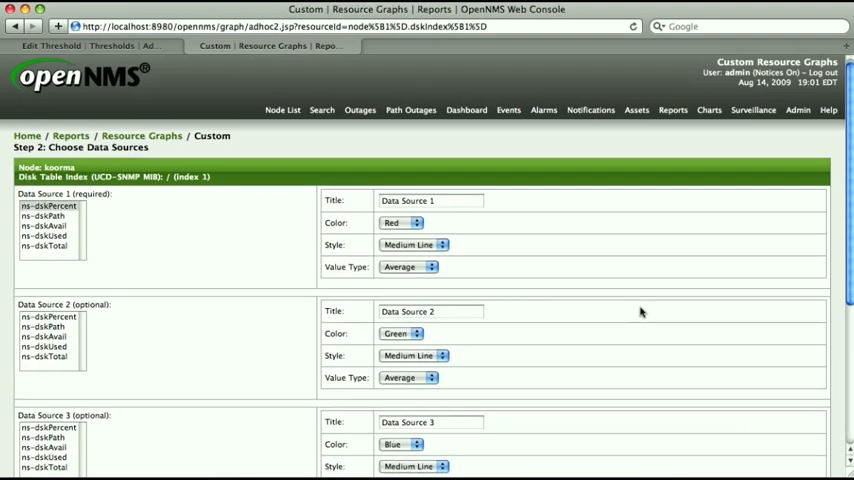 Custom | Resource Graphs | Reports | OpenNMS Web Console
http://localhost:8980/opennms/graph/adhoc2.jsp?resourceId=node%5B1%5D.dskIndex%5B1%5D
Google
Edit Threshold | Thresholds | Ad...
Custom | Resource Graphs | Repo...
openNMS®
Custom Resource Graphs
User: admin (Notices On) - Log out
Aug 14, 2009 19:01 EDT
Node List Search Outages Path Outages Dashboard Events Alarms Notifications Assets Reports Charts Surveillance Admin Help
Home / Reports / Resource Graphs / Custom
Step 2: Choose Data Sources
Node: koorma
Disk Table Index (UCD-SNMP MIB): / (index 1)
Data Source 1 (required):
ns-dskPercent
ns-dskPath
ns-dskAvail
ns-dskUsed
ns-dskTotal
Title: Data Source 1
Color: Red
Style: Medium Line
Value Type: Average
Data Source 2 (optional):
ns-dskPercent
ns-dskPath
ns-dskAvail
ns-dskUsed
ns-dskTotal
Title: Data Source 2
Color: Green
Style: Medium Line
Value Type: Average
Data Source 3 (optional):
ns-dskPercent
ns-dskPath
ns-dskAvail
ns-dskUsed
ns-dskTotal
Title: Data Source 3
Color: Blue
Style: Medium Line